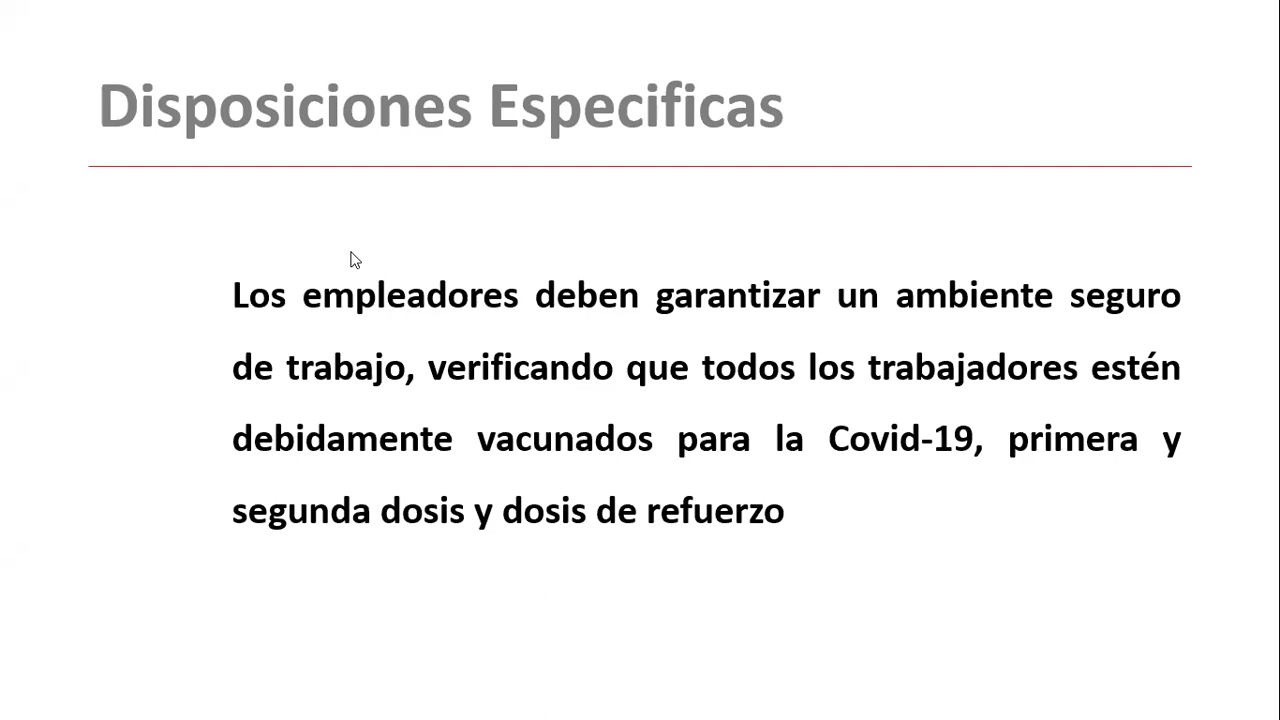 Disposiciones Especificas
Los empleadores deben garantizar un ambiente seguro
de trabajo, verificando que todos los trabajadores estén
debidamente vacunados para la Covid-19, primera y
segunda dosis y dosis de refuerzo